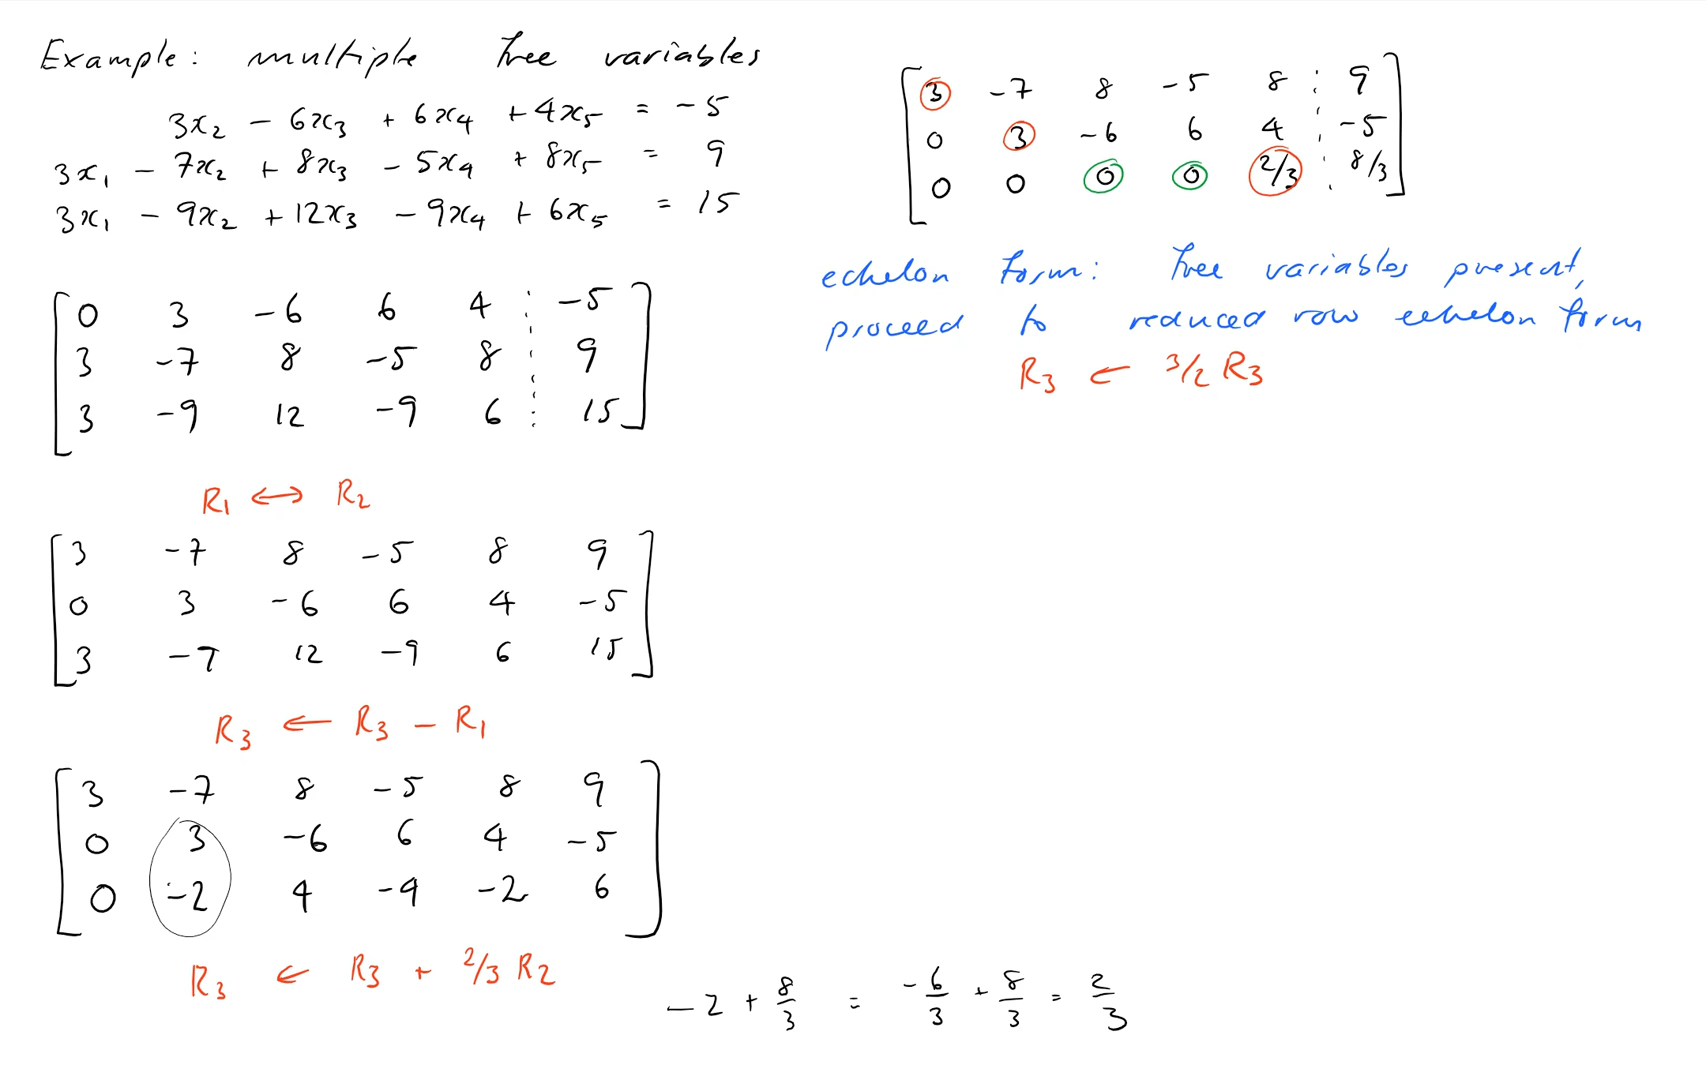 Example: multiple free variables
3x₂ - 6x₃ + 6x₄ + 4x₅ = -5
3x₁ - 7x₂ + 8x₃ - 5x₄ + 8x₅ = 9
3x₁ - 9x₂ + 12x₃ - 9x₄ + 6x₅ = 15
0 3 -6 6 4 -5
3 -7 8 -5 8 9
3 -9 12 -9 6 15
R₁ ↔ R₂
3 -7 8 -5 8 9
0 3 -6 6 4 -5
3 -7 12 -9 6 15
R₃ ← R₃ - R₁
3 -7 8 -5 8 9
0 3 -6 6 4 -5
0 -2 4 -4 -2 6
R₃ ← R₃ + 2/3 R₂
-2 + 8/3 = -6/3 + 8/3 = 2/3
3 -7 8 -5 8 9
0 3 -6 6 4 -5
0 0 0 0 2/3 8/3
echelon form: free variables present,
proceed to reduced row echelon form
R₃ ← 3/2 R₃